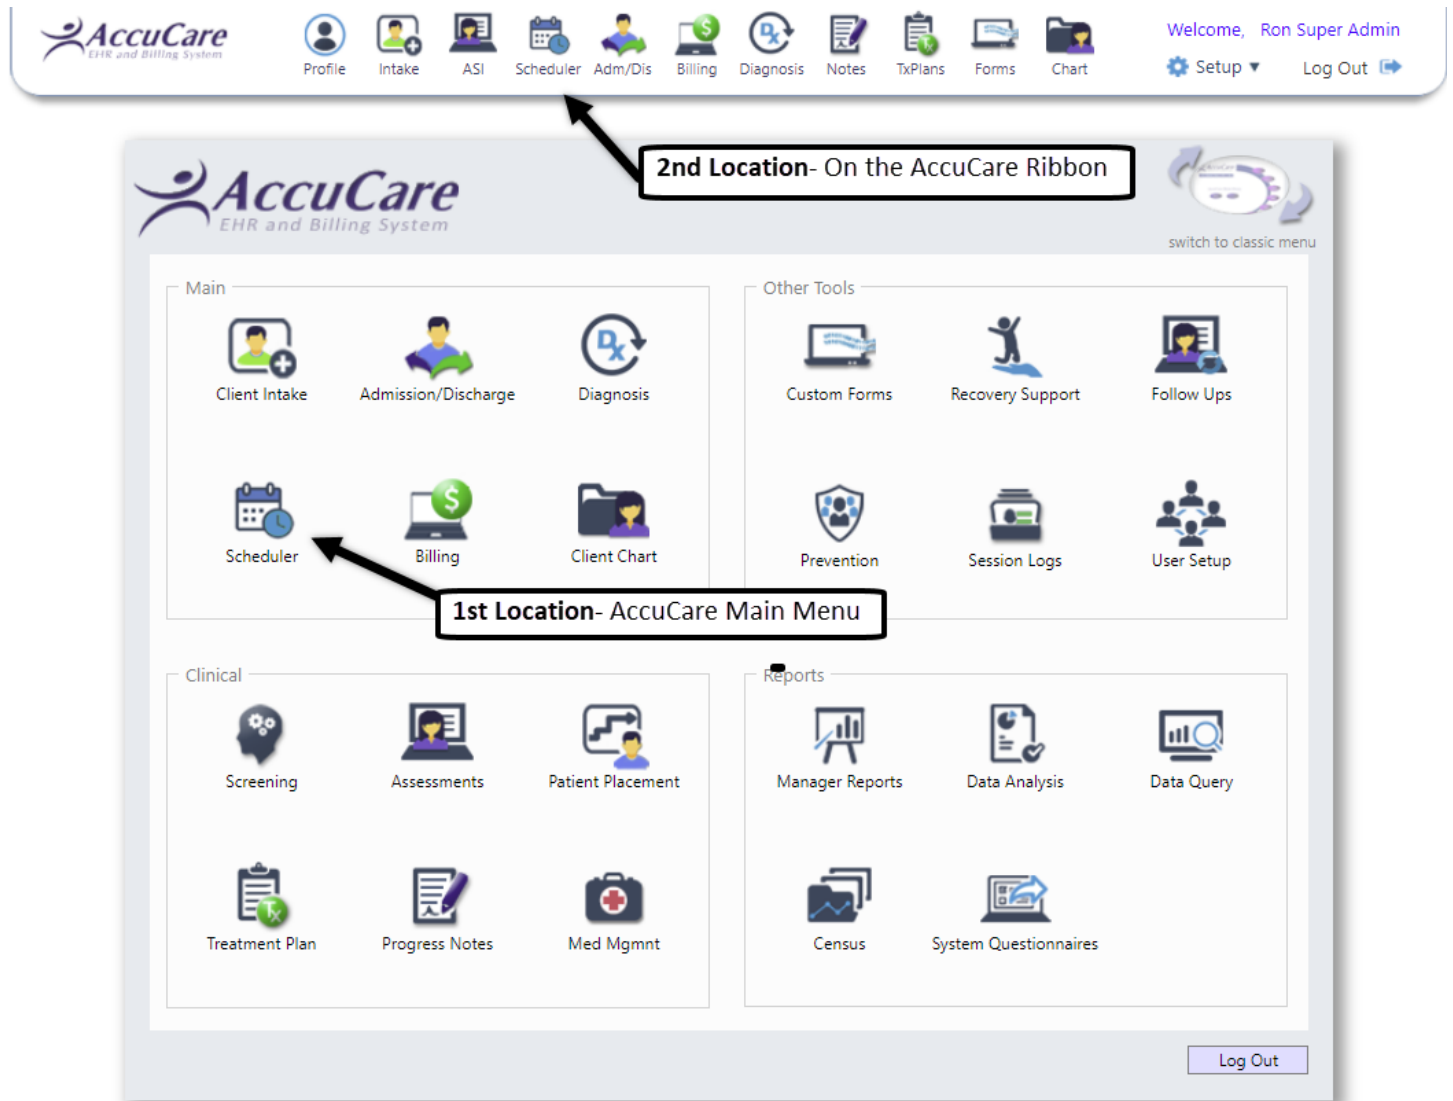 AccuCare
EHR and Billing System
Profile Intake ASI Scheduler Adm/Dis Billing Diagnosis Notes TxPlans Forms Chart
Welcome, Ron Super Admin
Setup ▼ Log Out
2nd Location- On the AccuCare Ribbon
AccuCare
EHR and Billing System
switch to classic menu
Main
Client Intake Admission/Discharge Diagnosis
Scheduler Billing Client Chart
1st Location- AccuCare Main Menu
Other Tools
Custom Forms Recovery Support Follow Ups
Prevention Session Logs User Setup
Clinical
Screening Assessments Patient Placement
Treatment Plan Progress Notes Med Mgmnt
Reports
Manager Reports Data Analysis Data Query
Census System Questionnaires
Log Out